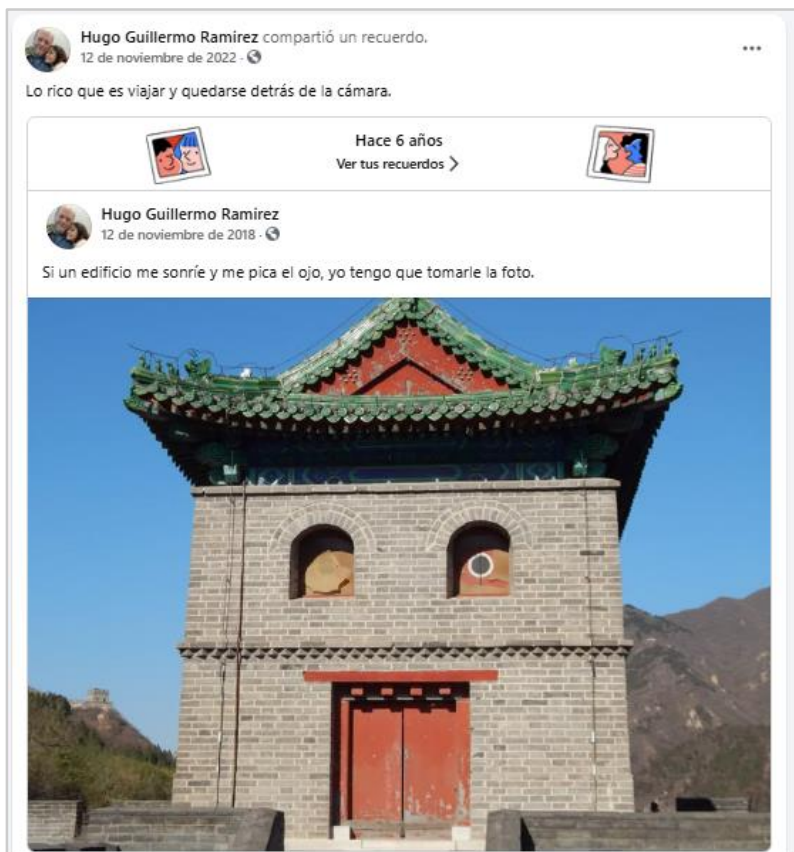 Hugo Guillermo Ramirez compartió un recuerdo.
12 de noviembre de 2022 ·
Lo rico que es viajar y quedarse detrás de la cámara.
Hace 6 años
Ver tus recuerdos
Hugo Guillermo Ramirez
12 de noviembre de 2018 ·
Si un edificio me sonríe y me pica el ojo, yo tengo que tomarle la foto.